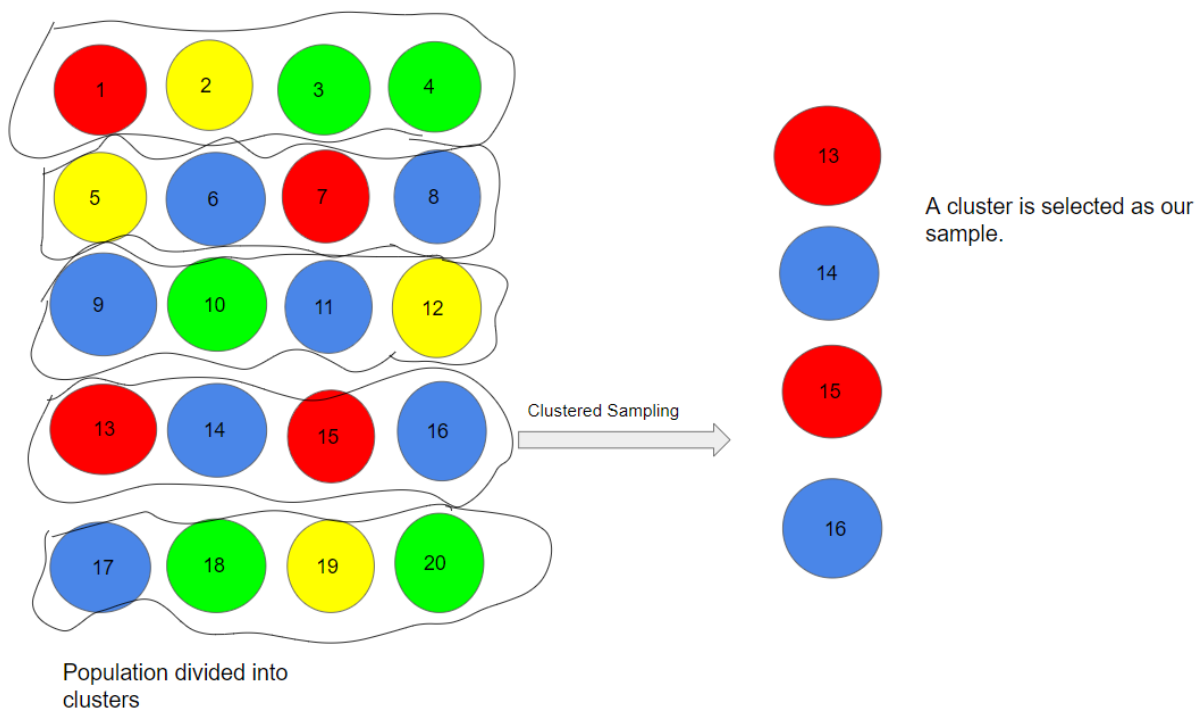 1 2 3 4
5 6 7 8
9 10 11 12
13 14 15 16
17 18 19 20
Population divided into
clusters
Clustered Sampling
13
14
15
16
A cluster is selected as our
sample.